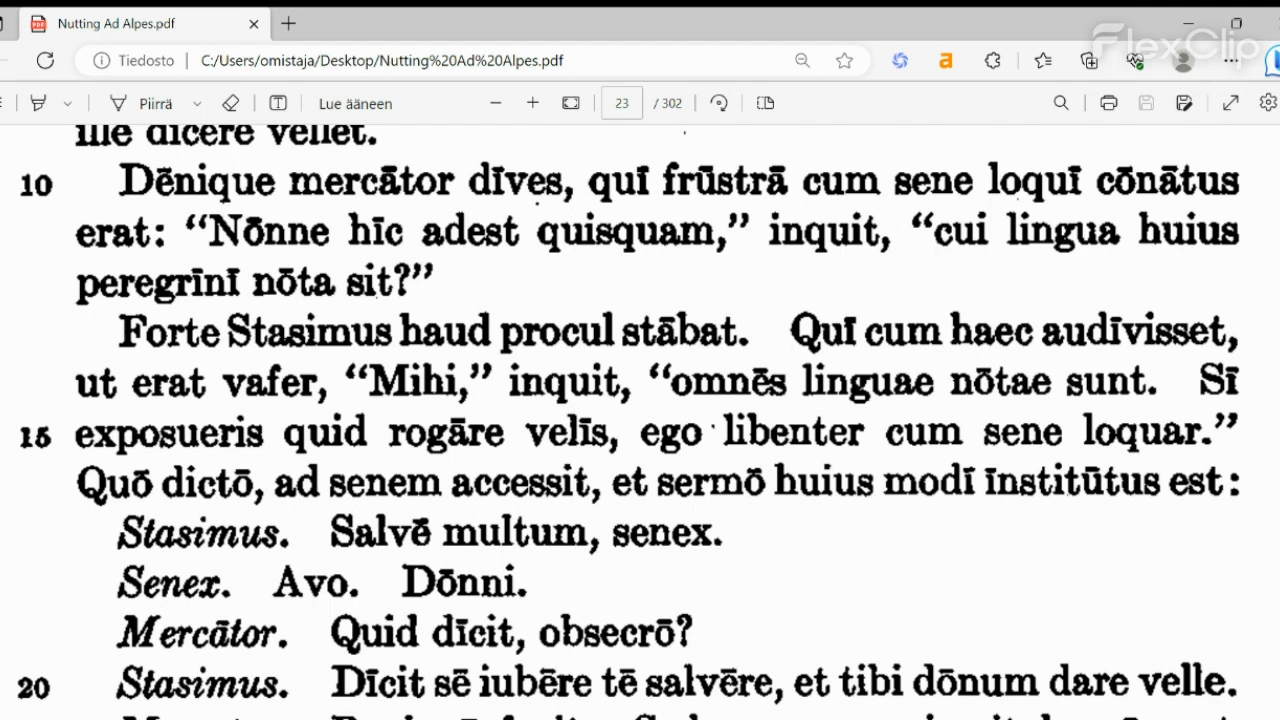 Nutting Ad Alpes.pdf
FlexClip
Tiedosto
C:/Users/omistaja/Desktop/Nutting%20Ad%20Alpes.pdf
Piirrä
Lue ääneen
23 / 302
ille dīcere vellet.
10 Dēnique mercātor dīves, quī frūstrā cum sene loquī cōnātus
erat: “Nōnne hīc adest quisquam,” inquit, “cui lingua huius
peregrīnī nōta sit?”
Forte Stasimus haud procul stābat. Quī cum haec audīvisset,
ut erat vafer, “Mihi,” inquit, “omnēs linguae nōtae sunt. Sī
15 exposueris quid rogāre velīs, ego libenter cum sene loquar.”
Quō dictō, ad senem accessit, et sermō huius modī īnstitūtus est:
Stasimus. Salvē multum, senex.
Senex. Avo. Dōnni.
Mercātor. Quid dīcit, obsecrō?
20 Stasimus. Dīcit sē iubēre tē salvēre, et tibi dōnum dare velle.